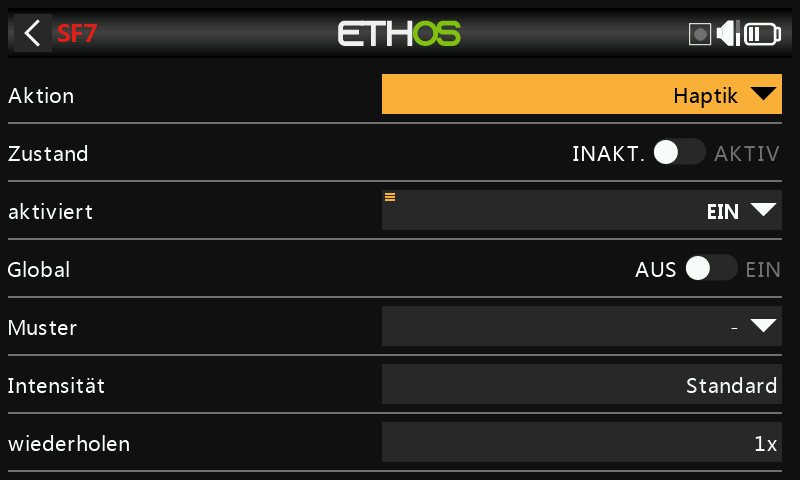 SF7 ETHOS
Aktion Haptik
Zustand INAKT. AKTIV
aktiviert EIN
Global AUS EIN
Muster -
Intensität Standard
wiederholen 1x